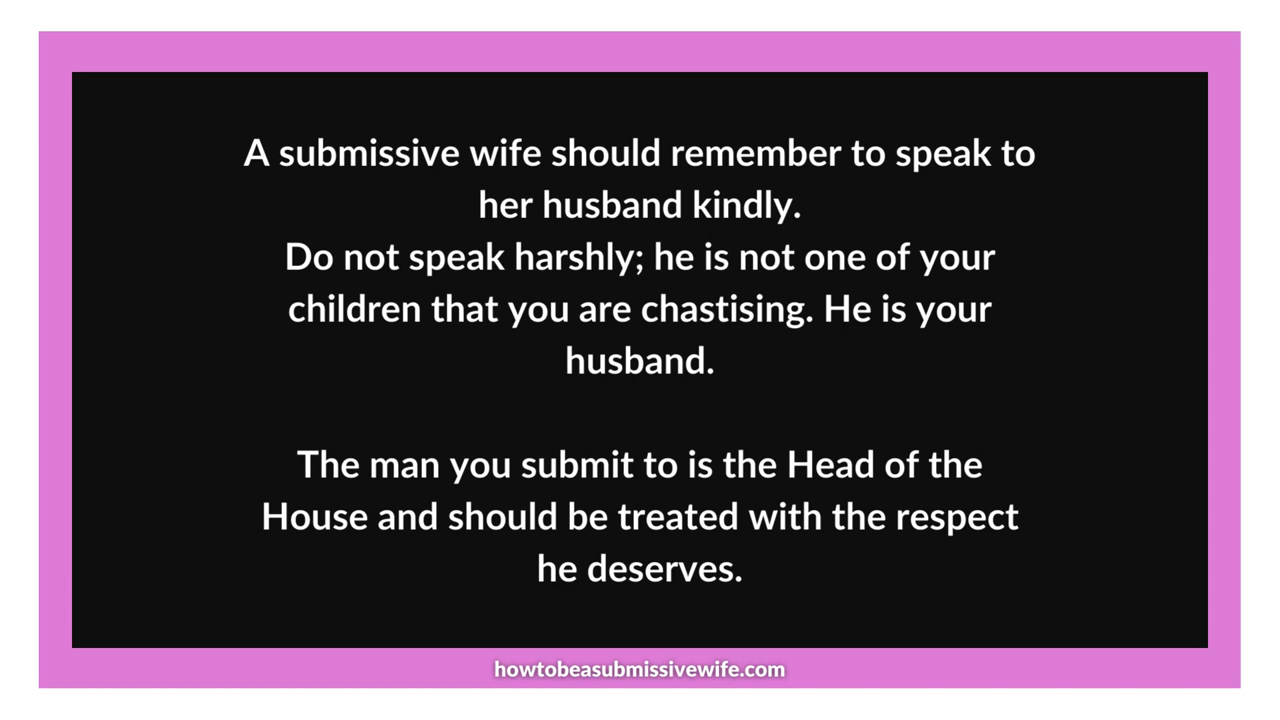 A submissive wife should remember to speak to
her husband kindly.
Do not speak harshly; he is not one of your
children that you are chastising. He is your
husband.
The man you submit to is the Head of the
House and should be treated with the respect
he deserves.
howtobeasubmissivewife.com